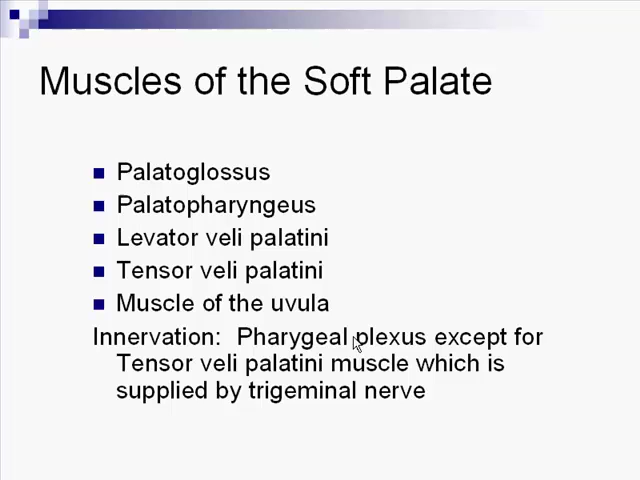 Muscles of the Soft Palate
Palatoglossus
Palatopharyngeus
Levator veli palatini
Tensor veli palatini
Muscle of the uvula
Innervation: Pharygeal plexus except for
Tensor veli palatini muscle which is
supplied by trigeminal nerve